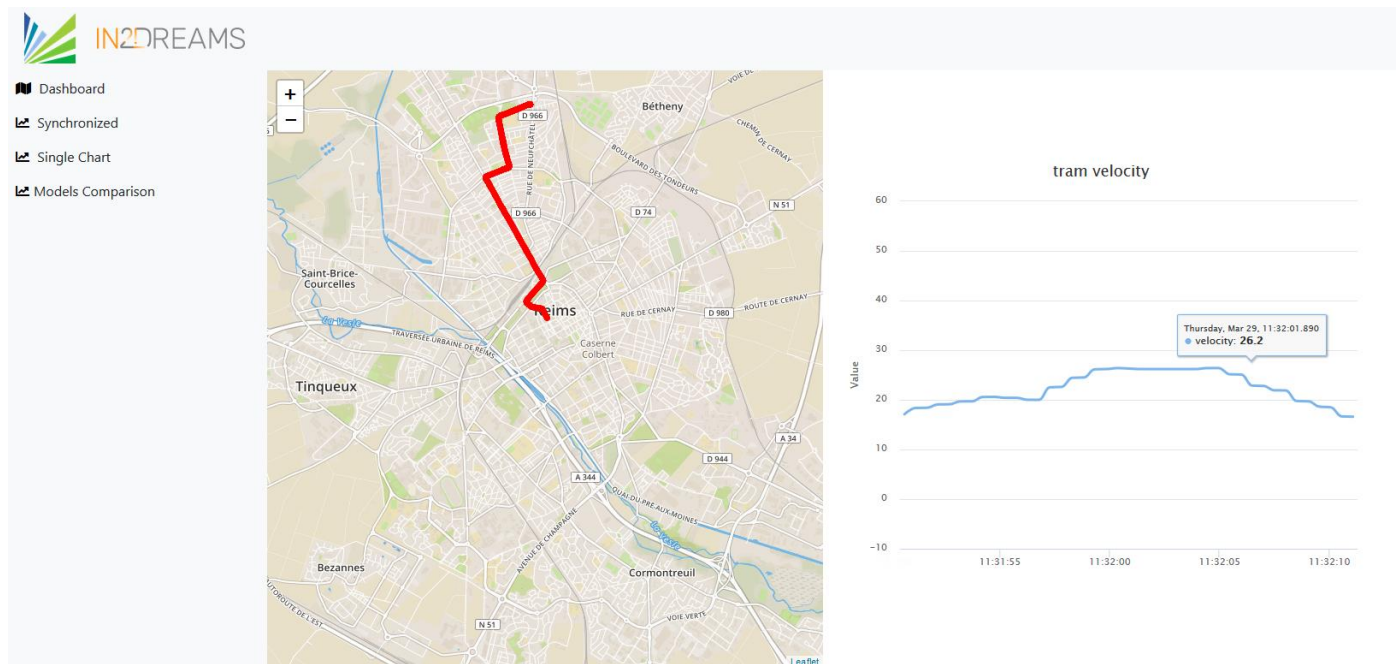 IN2DREAMS
Dashboard
Synchronized
Single Chart
Models Comparison
+
−
D 966
Bétheny
CHEMIN DE CERNAY
BOULEVARD DES TONDEURS
RUE DE NEUFCHÂTEL
D 966
D 74
N 51
Saint-Brice-
Courcelles
La Vesle
TRAVERSÉE URBAINE DE REIMS
Reims
RUE DE CERNAY
D 980
ROUTE DE CERNAY
Caserne
Colbert
Tinqueux
A 34
D 944
A 344
QUAI DU PRÉ AUX MOINES
AVENUE DE CHAMPAGNE
La Vesle
Bezannes
Cormontreuil
AUTOROUTE DE L'EST
N 51
VOIE VERTE
Leaflet
tram velocity
Value
60
50
40
30
20
10
0
−10
Thursday, Mar 29, 11:32:01.890
velocity: 26.2
11:31:55
11:32:00
11:32:05
11:32:10